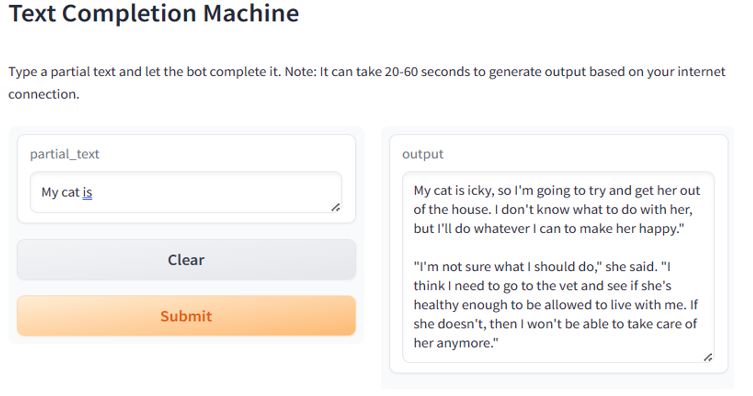 Text Completion Machine
Type a partial text and let the bot complete it. Note: It can take 20-60 seconds to generate output based on your internet
connection.
partial_text
My cat is
Clear
Submit
output
My cat is icky, so I'm going to try and get her out
of the house. I don't know what to do with her,
but I'll do whatever I can to make her happy."
"I'm not sure what I should do," she said. "I
think I need to go to the vet and see if she's
healthy enough to be allowed to live with me. If
she doesn't, then I won't be able to take care of
her anymore."